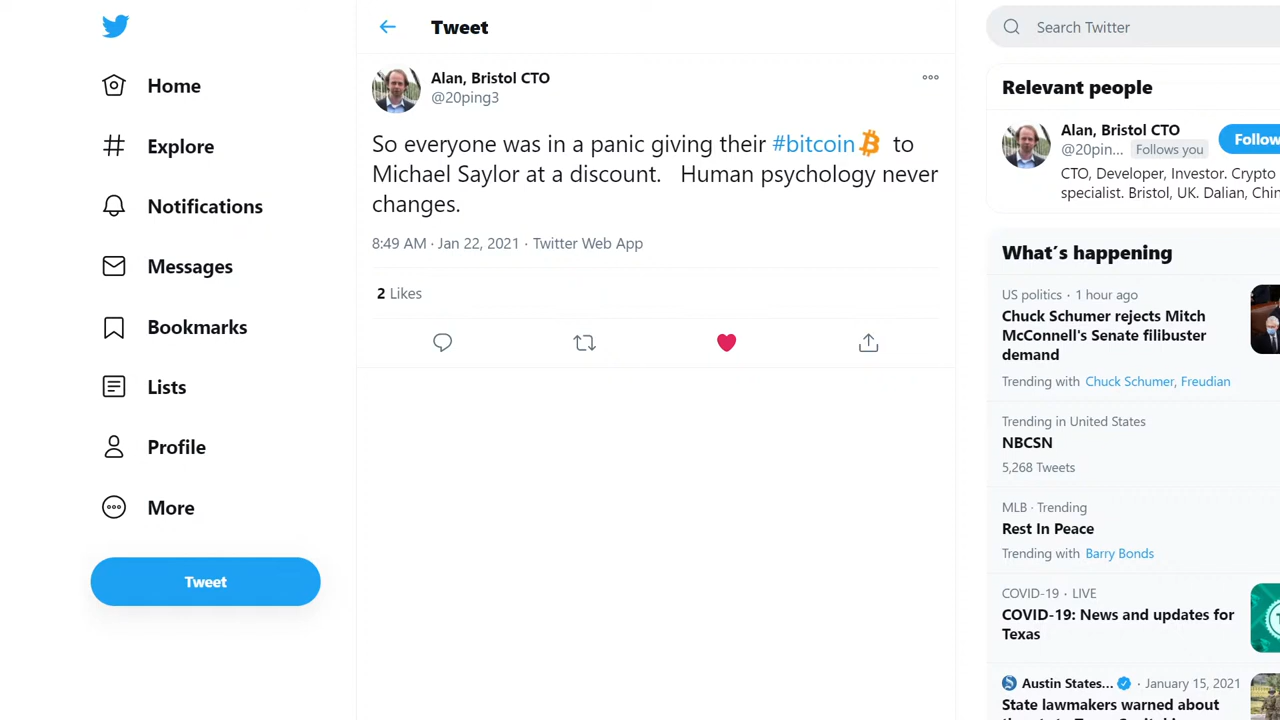 Home
Explore
Notifications
Messages
Bookmarks
Lists
Profile
More
Tweet
Tweet
Alan, Bristol CTO
@20ping3
So everyone was in a panic giving their #bitcoin to
Michael Saylor at a discount. Human psychology never
changes.
8:49 AM · Jan 22, 2021 · Twitter Web App
2 Likes
Search Twitter
Relevant people
Alan, Bristol CTO
@20pin... Follows you
Follow
CTO, Developer, Investor. Crypto
specialist. Bristol, UK. Dalian, Chin
What's happening
US politics · 1 hour ago
Chuck Schumer rejects Mitch
McConnell's Senate filibuster
demand
Trending with Chuck Schumer, Freudian
Trending in United States
NBCSN
5,268 Tweets
MLB · Trending
Rest In Peace
Trending with Barry Bonds
COVID-19 · LIVE
COVID-19: News and updates for
Texas
Austin States... · January 15, 2021
State lawmakers warned about